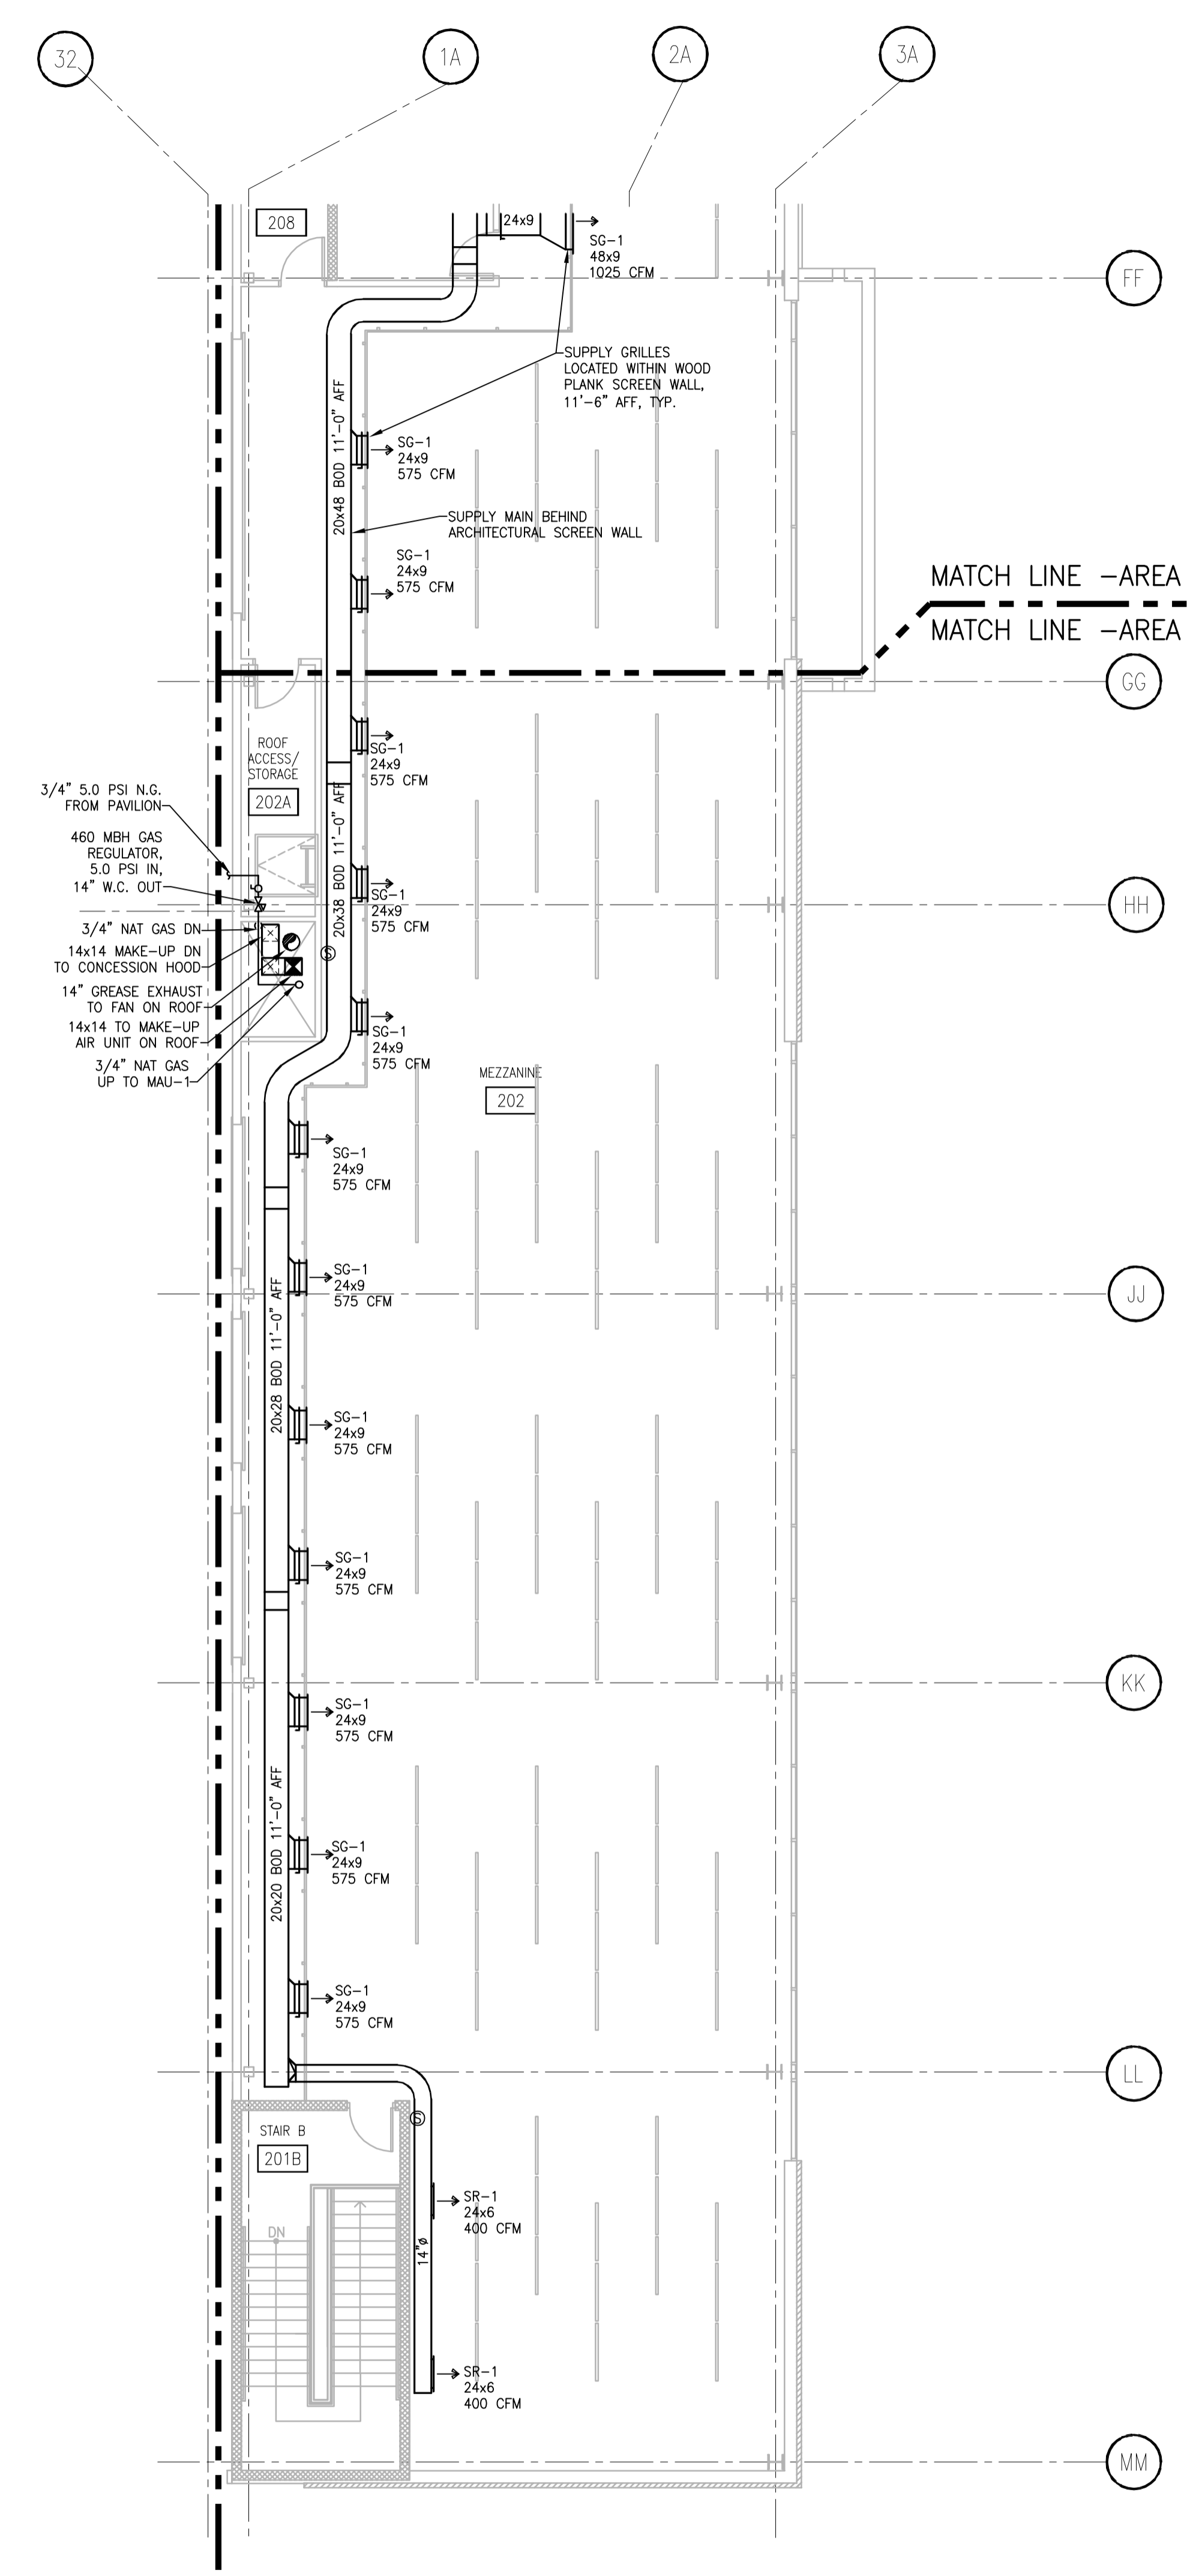 32
1A
2A
3A
208
24x9
SG-1
48x9
1025 CFM
FF
SUPPLY GRILLES
LOCATED WITHIN WOOD
PLANK SCREEN WALL,
11'-6" AFF, TYP.
20x48 BOD 11'-0" AFF
SG-1
24x9
575 CFM
SUPPLY MAIN BEHIND
ARCHITECTURAL SCREEN WALL
SG-1
24x9
575 CFM
MATCH LINE -AREA
MATCH LINE -AREA
GG
ROOF
ACCESS/
STORAGE
202A
SG-1
24x9
575 CFM
3/4" 5.0 PSI N.G.
FROM PAVILION
460 MBH GAS
REGULATOR,
5.0 PSI IN,
14" W.C. OUT
20x38 BOD 11'-0" AFF
SG-1
24x9
575 CFM
HH
3/4" NAT GAS DN
14x14 MAKE-UP DN
TO CONCESSION HOOD
S
14" GREASE EXHAUST
TO FAN ON ROOF
14x14 TO MAKE-UP
AIR UNIT ON ROOF
3/4" NAT GAS
UP TO MAU-1
SG-1
24x9
575 CFM
MEZZANINE
202
SG-1
24x9
575 CFM
SG-1
24x9
575 CFM
JJ
20x28 BOD 11'-0" AFF
SG-1
24x9
575 CFM
SG-1
24x9
575 CFM
KK
SG-1
24x9
575 CFM
20x20 BOD 11'-0" AFF
SG-1
24x9
575 CFM
SG-1
24x9
575 CFM
LL
S
STAIR B
201B
DN
SR-1
24x6
400 CFM
14"ø
SR-1
24x6
400 CFM
MM